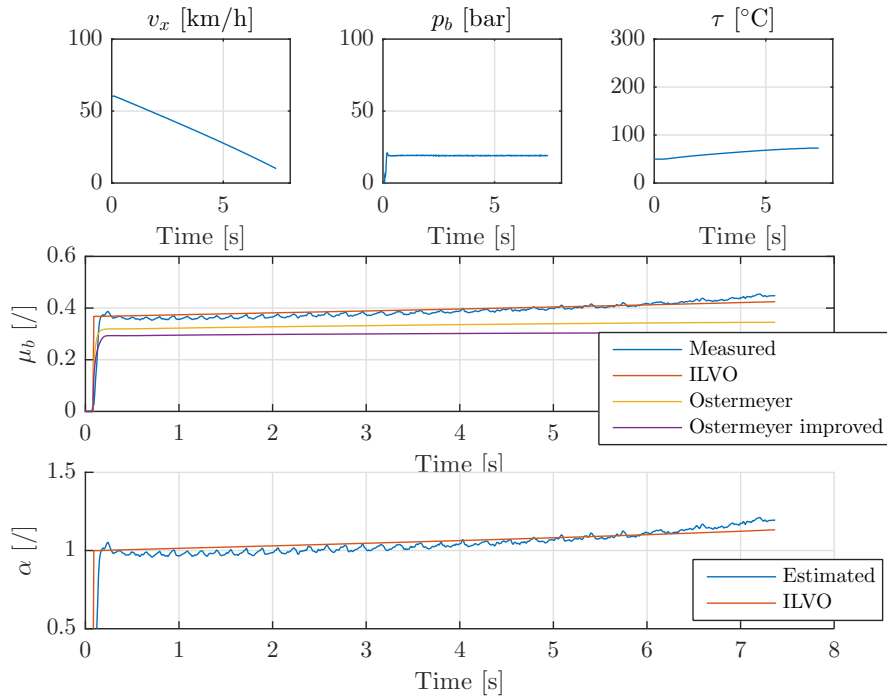 v_x [km/h]
p_b [bar]
τ [°C]
100
50
0
0
5
Time [s]
100
50
0
0
5
Time [s]
300
200
100
0
0
5
Time [s]
0.6
0.4
0.2
0
μ_b [/]
0 1 2 3 4 5
Time [s]
Measured
ILVO
Ostermeyer
Ostermeyer improved
1.5
1
0.5
α [/]
0 1 2 3 4 5 6 7 8
Time [s]
Estimated
ILVO